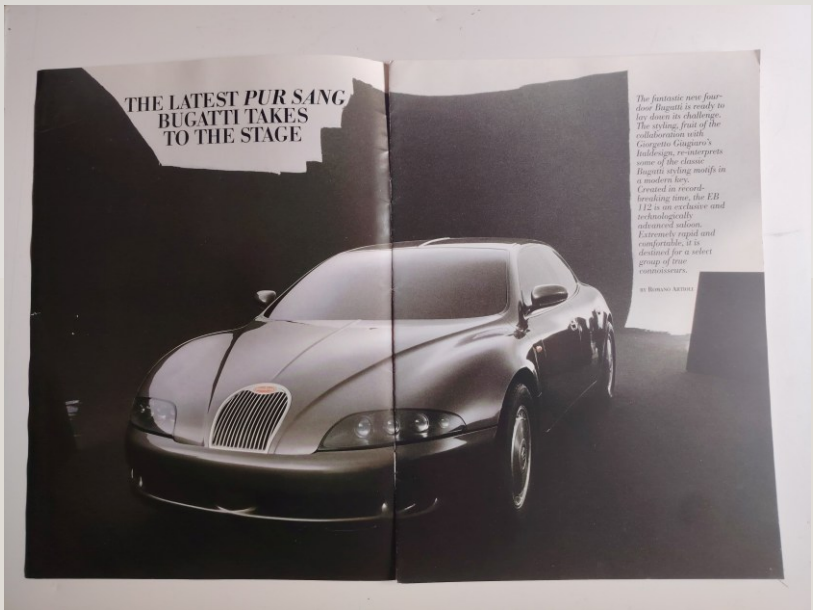 THE LATEST PUR SANG
BUGATTI TAKES
TO THE STAGE
The fantastic new four-
door Bugatti is ready to
lay down its challenge.
The styling, fruit of the
collaboration with
Giorgetto Giugiaro's
Italdesign, re-interprets
some of the classic
Bugatti styling motifs in
a modern key.
Created in record-
breaking time, the EB
112 is an exclusive and
technologically
advanced saloon.
Extremely rapid and
comfortable, it is
destined for a select
group of true
connoisseurs.
BY ROMANO ARTIOLI